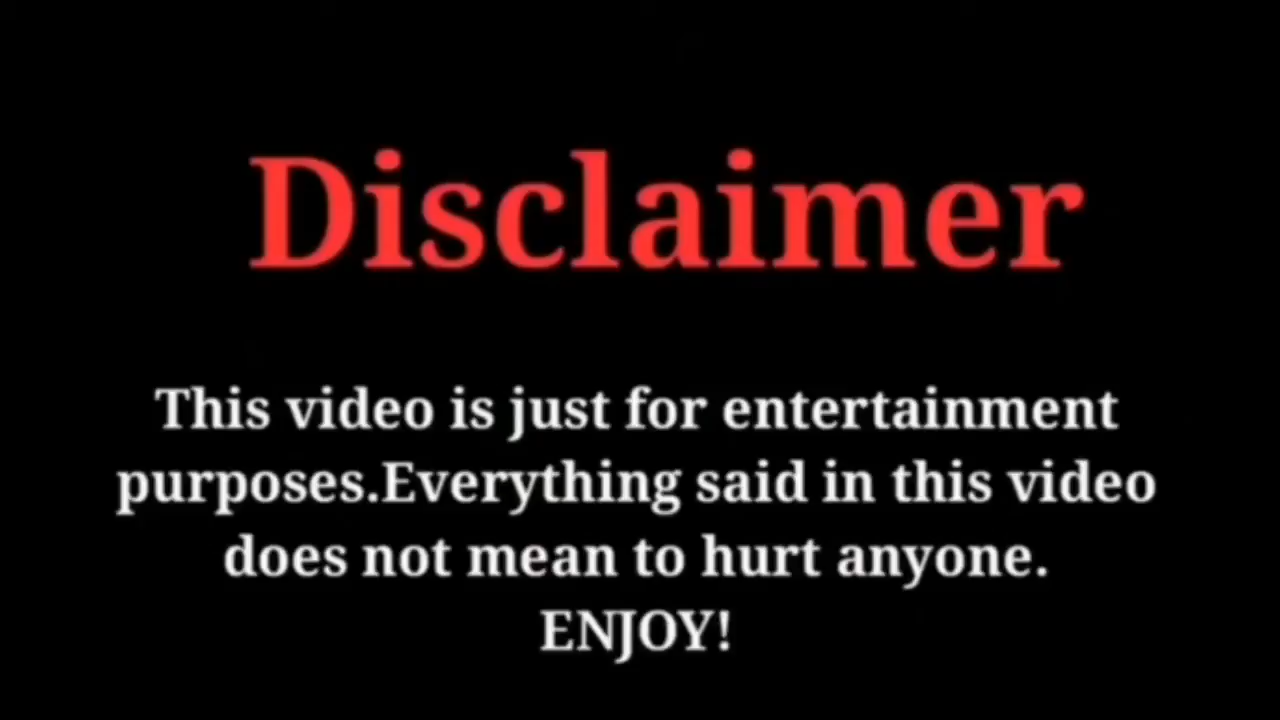 Disclaimer
This video is just for entertainment
purposes.Everything said in this video
does not mean to hurt anyone.
ENJOY!